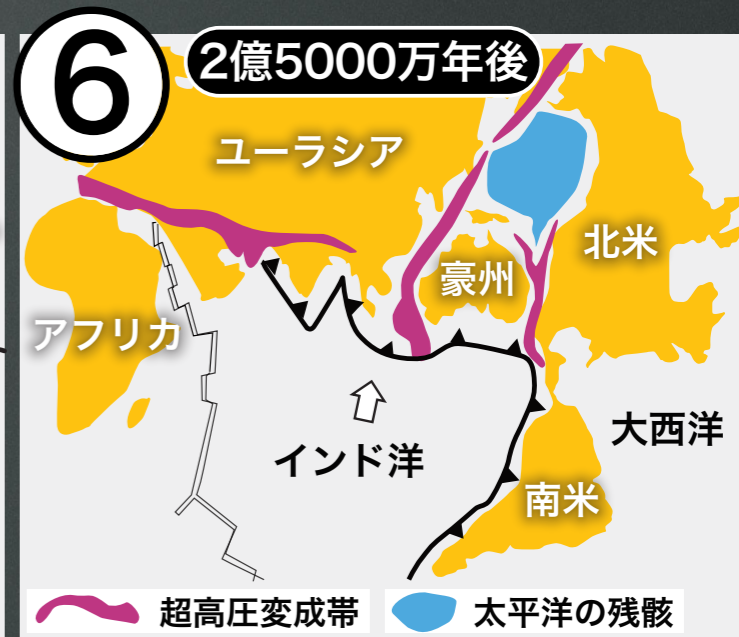 6
2億5000万年後
ユーラシア
北米
豪州
アフリカ
大西洋
インド洋
南米
超高圧変成帯
太平洋の残骸